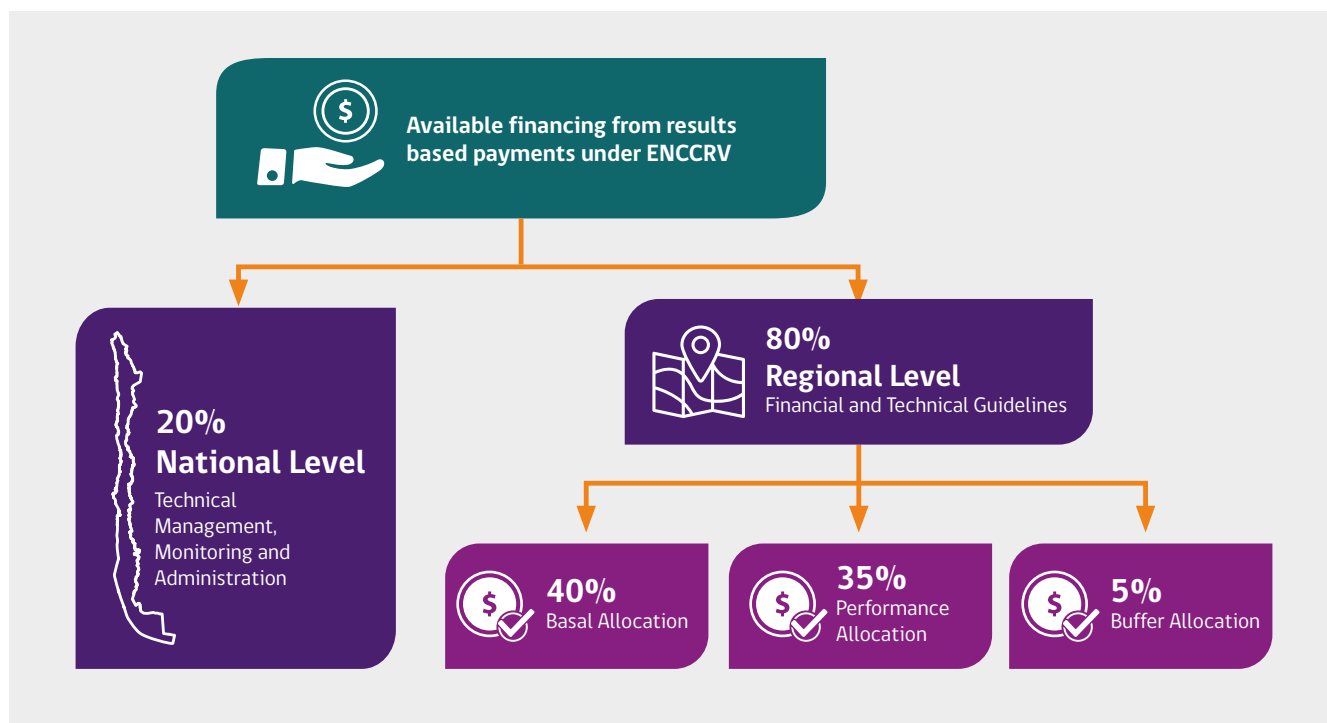 $
Available financing from results
based payments under ENCCRV
20%
National Level
Technical
Management,
Monitoring and
Administration
80%
Regional Level
Financial and Technical Guidelines
$
40%
Basal Allocation
$
35%
Performance
Allocation
$
5%
Buffer Allocation